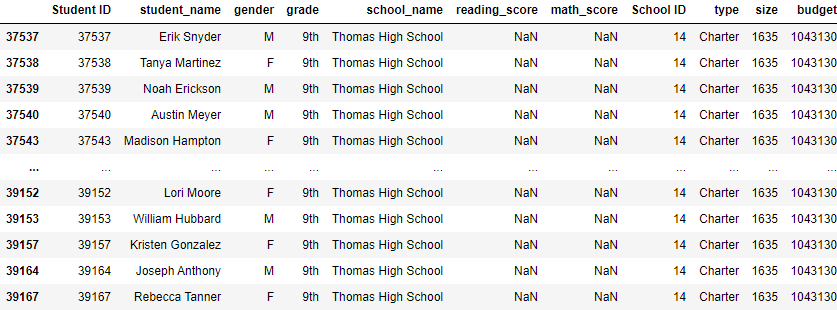 Student ID student_name gender grade school_name reading_score math_score School ID type size budget
37537 37537 Erik Snyder M 9th Thomas High School NaN NaN 14 Charter 1635 1043130
37538 37538 Tanya Martinez F 9th Thomas High School NaN NaN 14 Charter 1635 1043130
37539 37539 Noah Erickson M 9th Thomas High School NaN NaN 14 Charter 1635 1043130
37540 37540 Austin Meyer M 9th Thomas High School NaN NaN 14 Charter 1635 1043130
37543 37543 Madison Hampton F 9th Thomas High School NaN NaN 14 Charter 1635 1043130
... ... ... ... ... ... ... ... ... ... ... ...
39152 39152 Lori Moore F 9th Thomas High School NaN NaN 14 Charter 1635 1043130
39153 39153 William Hubbard M 9th Thomas High School NaN NaN 14 Charter 1635 1043130
39157 39157 Kristen Gonzalez F 9th Thomas High School NaN NaN 14 Charter 1635 1043130
39164 39164 Joseph Anthony M 9th Thomas High School NaN NaN 14 Charter 1635 1043130
39167 39167 Rebecca Tanner F 9th Thomas High School NaN NaN 14 Charter 1635 1043130